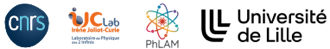 cnrs
IJCLab
Irène Joliot-Curie
Laboratoire de Physique
des 2 Infinis
PhLAM
Université
de Lille